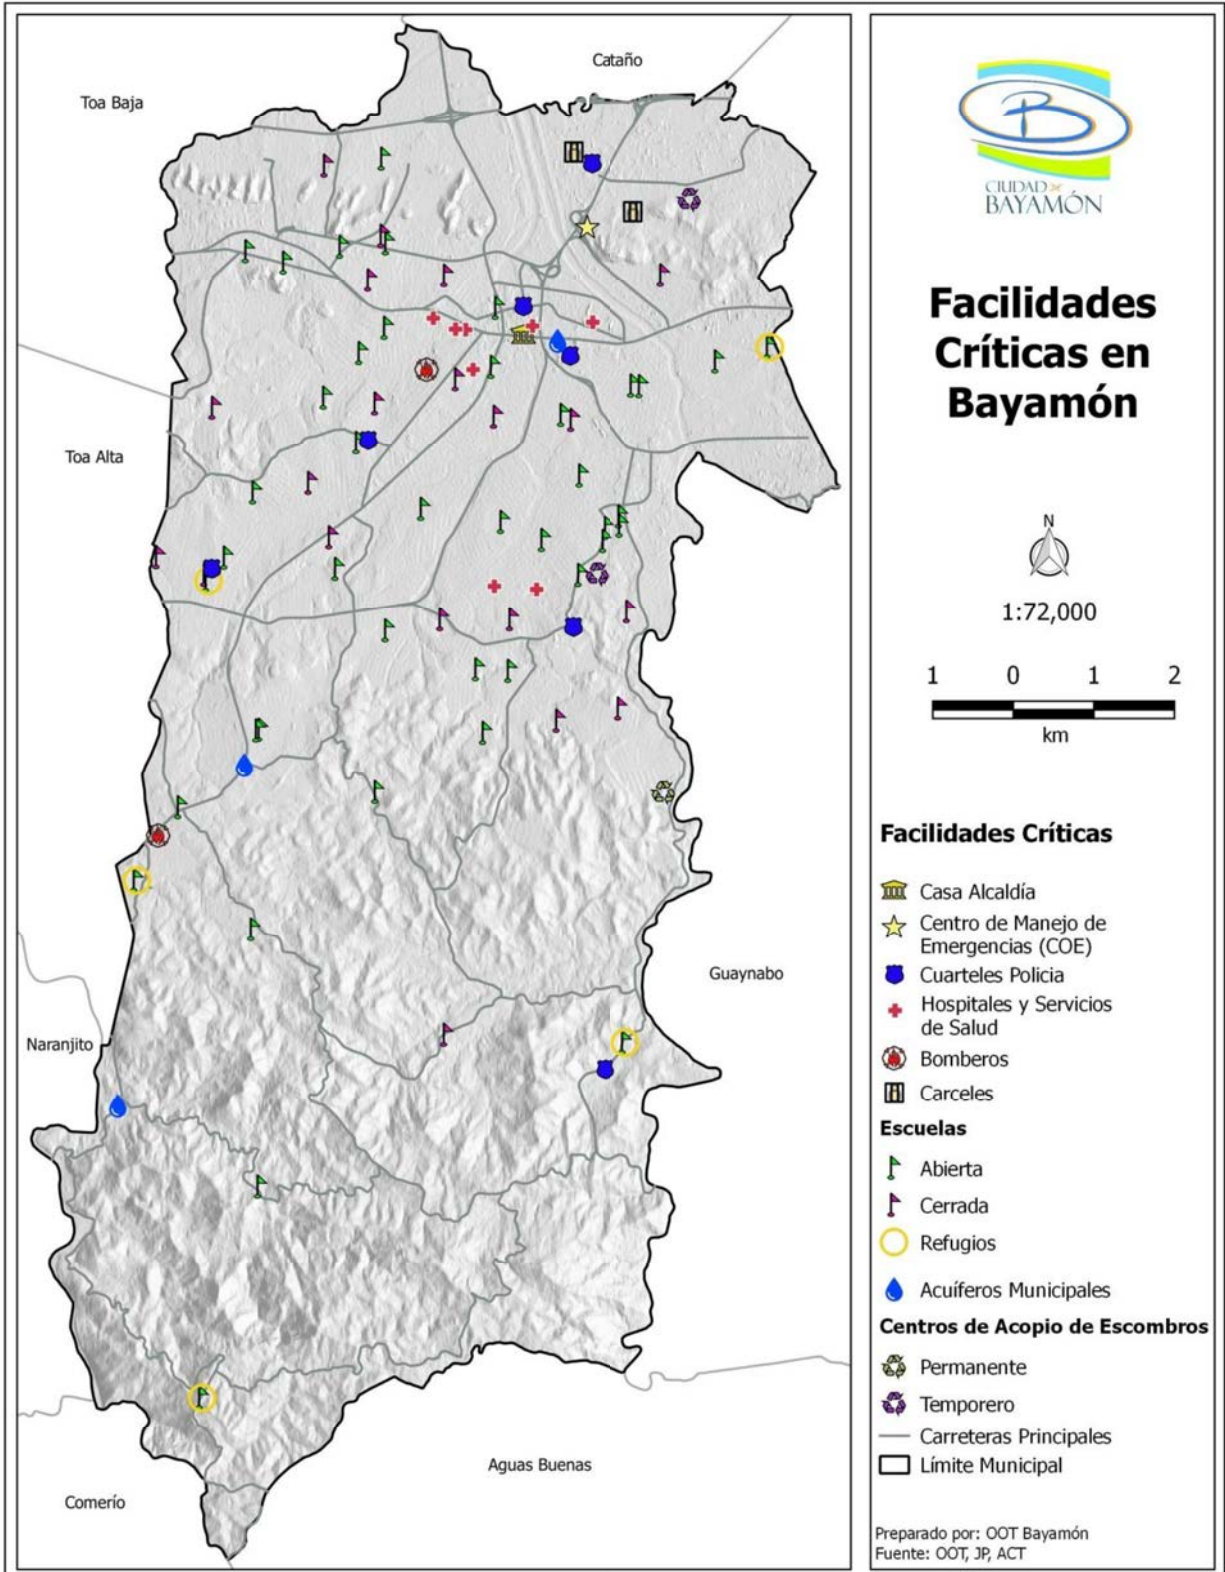 Cataño
Toa Baja
Toa Alta
Guaynabo
Naranjito
Aguas Buenas
Comerío
CIUDAD DE
BAYAMÓN
Facilidades
Críticas en
Bayamón
N
1:72,000
1 0 1 2
km
Facilidades Críticas
Casa Alcaldía
Centro de Manejo de
Emergencias (COE)
Cuarteles Policia
Hospitales y Servicios
de Salud
Bomberos
Carceles
Escuelas
Abierta
Cerrada
Refugios
Acuíferos Municipales
Centros de Acopio de Escombros
Permanente
Temporero
Carreteras Principales
Límite Municipal
Preparado por: OOT Bayamón
Fuente: OOT, JP, ACT